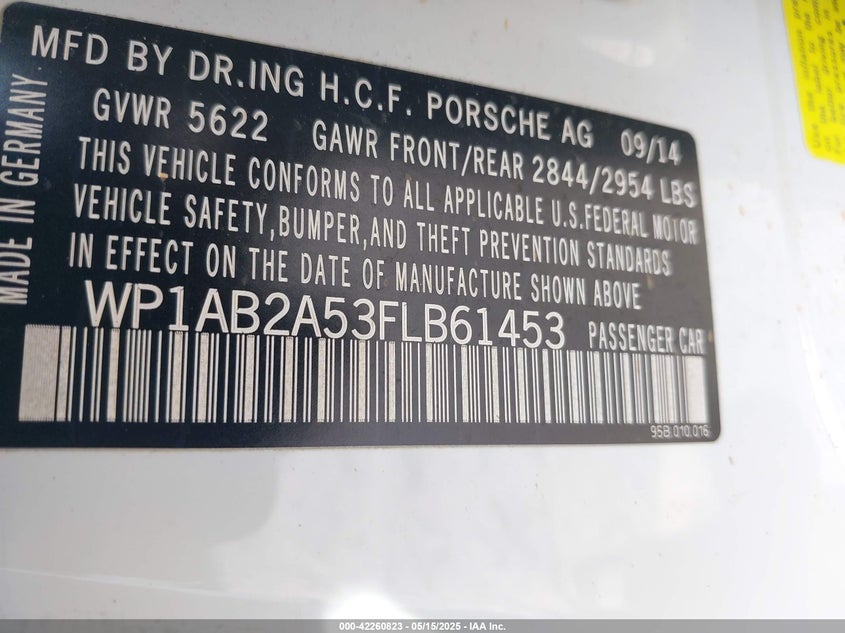 MFD BY DR.ING H.C.F. PORSCHE AG 09/14
GVWR 5622 GAWR FRONT/REAR 2844/2954 LBS
THIS VEHICLE CONFORMS TO ALL APPLICABLE U.S.FEDERAL MOTOR
VEHICLE SAFETY,BUMPER,AND THEFT PREVENTION STANDARDS
IN EFFECT ON THE DATE OF MANUFACTURE SHOWN ABOVE
WP1AB2A53FLB61453 PASSENGER CAR
95B.010.016
MADE IN GERMANY
000-42260823 - 05/15/2025 - IAA Inc.